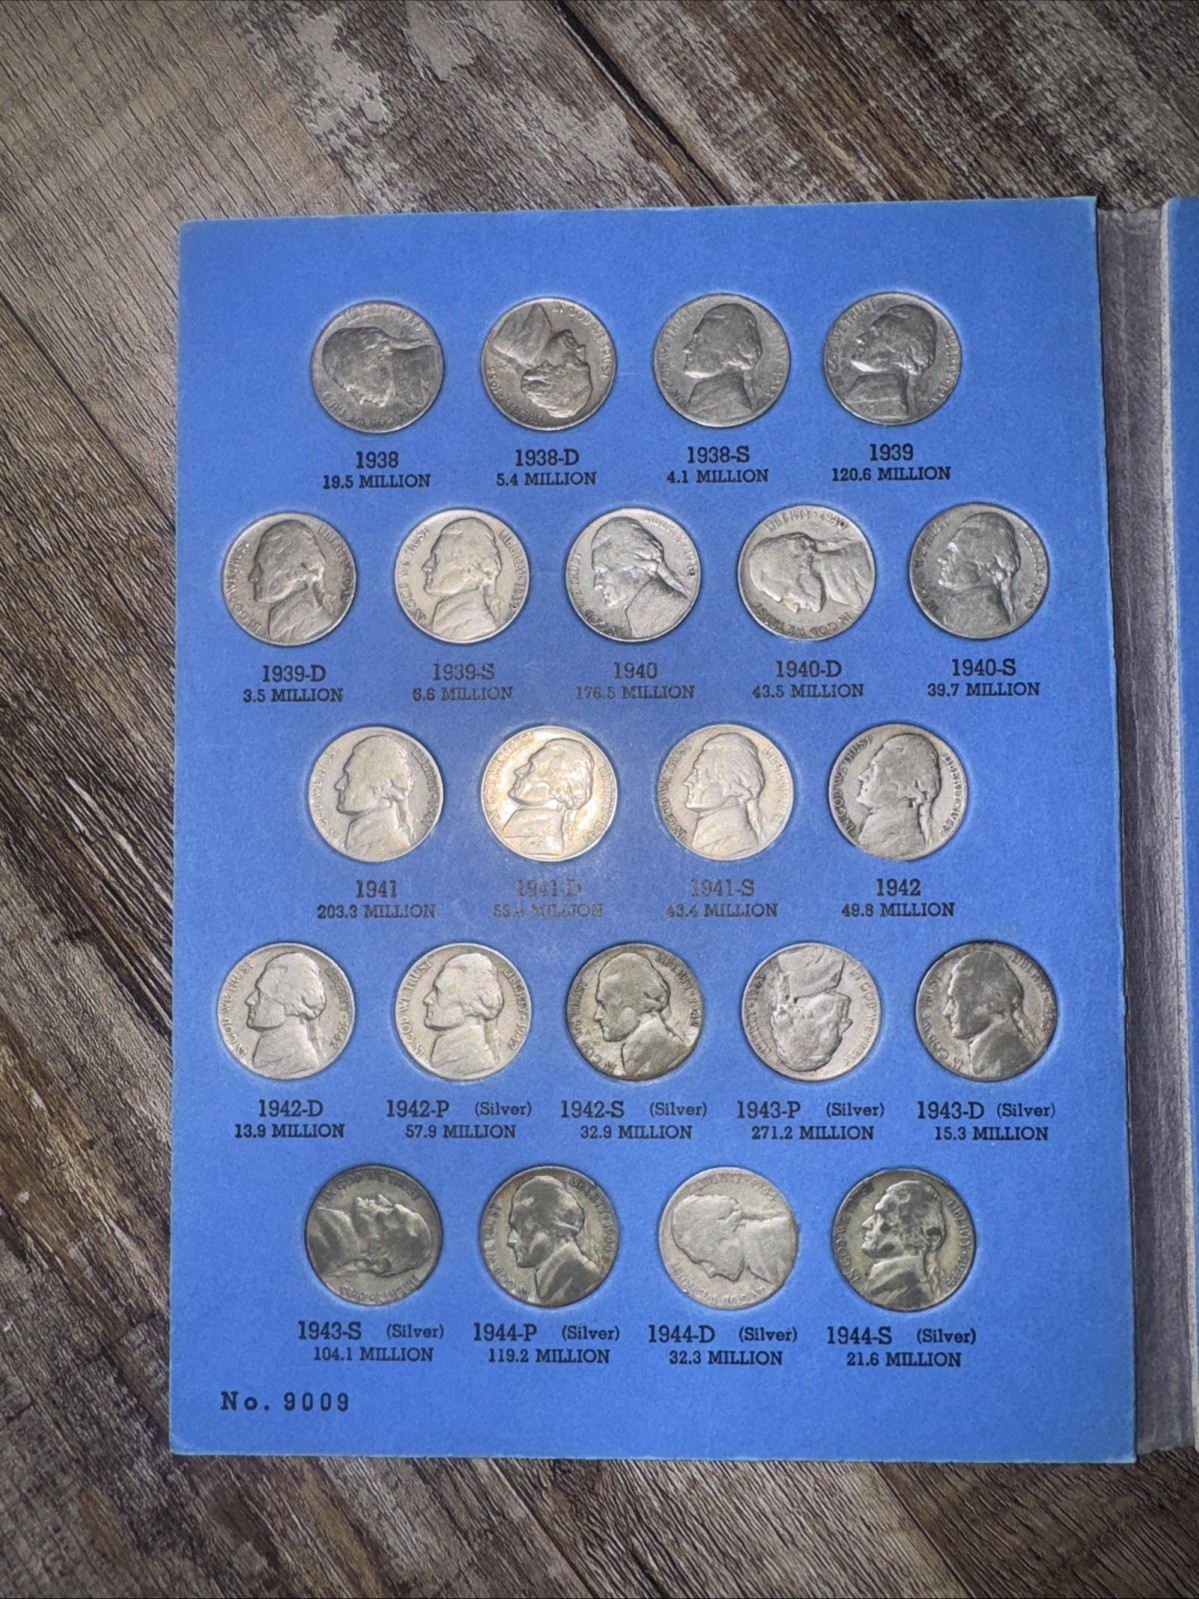 1938 1938-D 1938-S 1939
19.5 MILLION 5.4 MILLION 4.1 MILLION 120.6 MILLION
1939-D 1939-S 1940 1940-D 1940-S
3.5 MILLION 6.6 MILLION 176.5 MILLION 43.5 MILLION 39.7 MILLION
1941 1941-D 1941-S 1942
203.3 MILLION MILLION 43.4 MILLION 49.8 MILLION
1942-D 1942-P (Silver) 1942-S (Silver) 1943-P (Silver) 1943-D (Silver)
13.9 MILLION 57.9 MILLION 32.9 MILLION 271.2 MILLION 15.3 MILLION
1943-S (Silver) 1944-P (Silver) 1944-D (Silver) 1944-S (Silver)
104.1 MILLION 119.2 MILLION 32.3 MILLION 21.6 MILLION
No. 9009